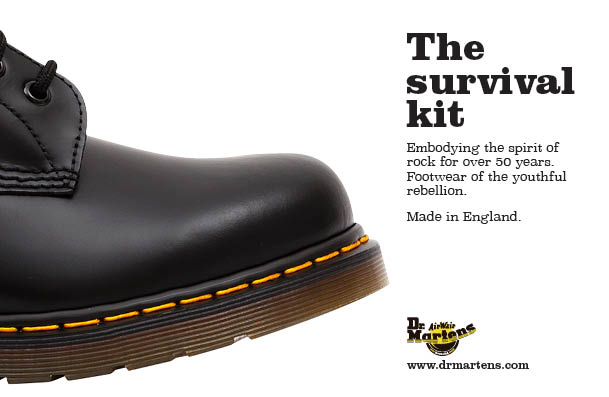 The
survival
kit
Embodying the spirit of
rock for over 50 years.
Footwear of the youthful
rebellion.
Made in England.
Dr.
AirWair
Martens
www.drmartens.com